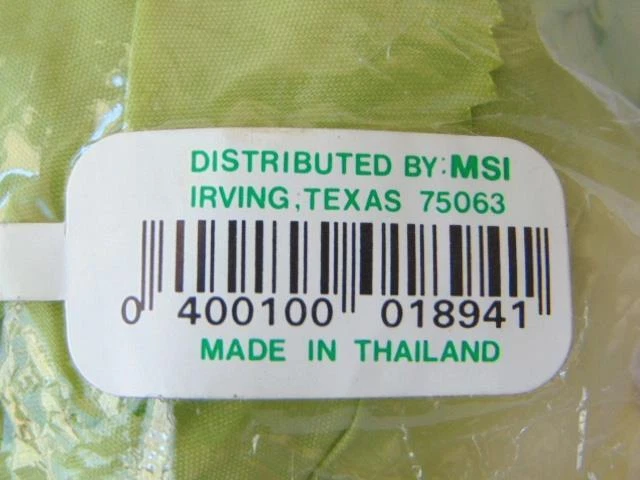 DISTRIBUTED BY: MSI
IRVING, TEXAS 75063
0 400100 018941
MADE IN THAILAND